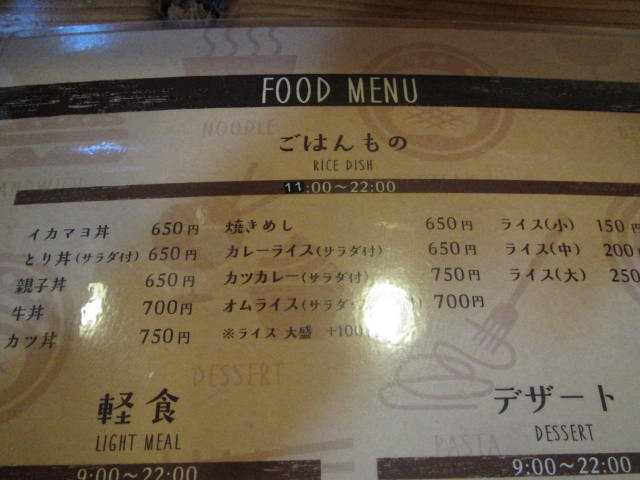 FOOD MENU
NOODLE
ごはんもの
RICE DISH
11:00～22:00
イカマヨ丼 650円
とり丼(サラダ付) 650円
親子丼 650円
牛丼 700円
カツ丼 750円
焼きめし 650円
カレーライス(サラダ付) 650円
カツカレー(サラダ付) 750円
オムライス(サラダ・ 付) 700円
※ライス 大盛 +100
ライス(小) 150円
ライス(中) 200
ライス(大) 250
DESSERT
軽食
LIGHT MEAL
9:00～22:00
デザート
DESSERT
PASTA
9:00～22:00